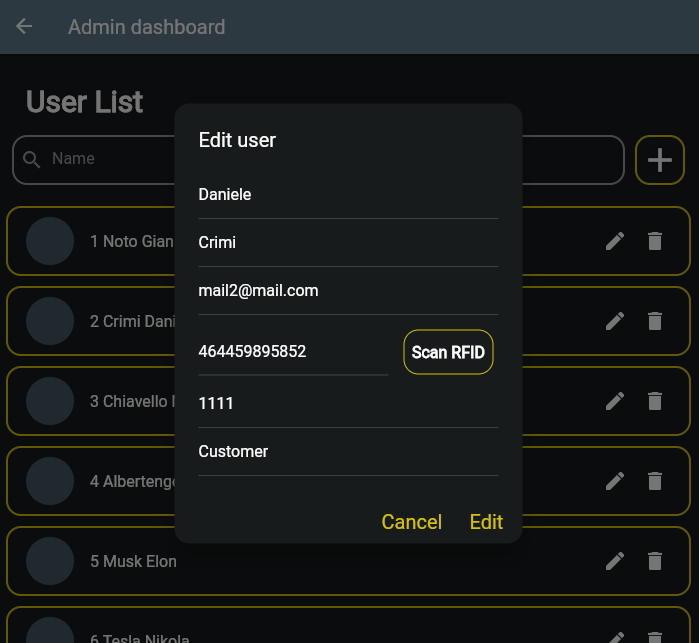 Admin dashboard
User List
Name
Edit user
Daniele
Crimi
mail2@mail.com
464459895852
Scan RFID
1111
Customer
Cancel
Edit
1 Noto Gian
2 Crimi Dani
3 Chiavello
4 Albertengo
5 Musk Elon
6 Tesla Nikola